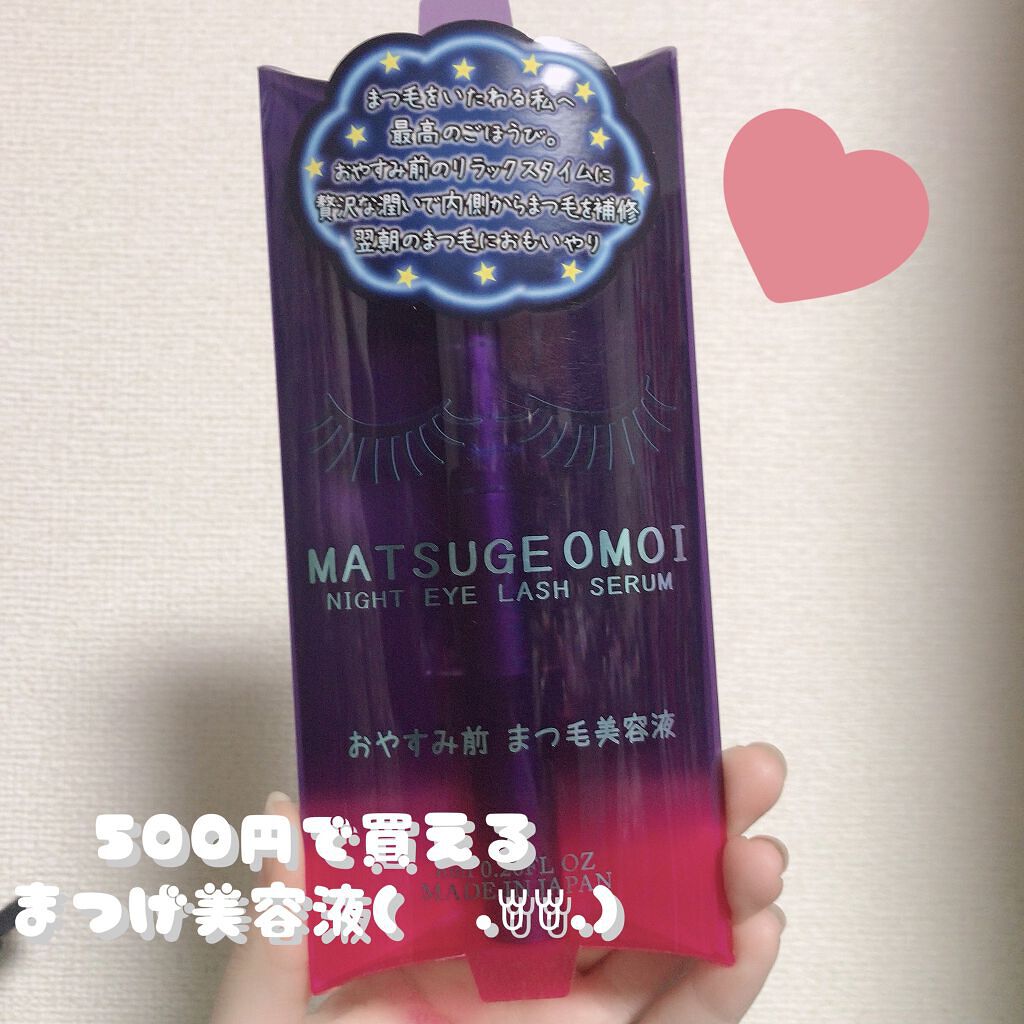 まつ毛をいたわる私へ
最高のごほうび。
おやすみ前のリラックスタイムに
贅沢な潤いで内側からまつ毛を補修
翌朝のまつ毛におもいやり
MATSUGE OMOI
NIGHT EYE LASH SERUM
おやすみ前 まつ毛美容液
500円で買える
FL OZ
MADE IN JAPAN
まつげ美容液(